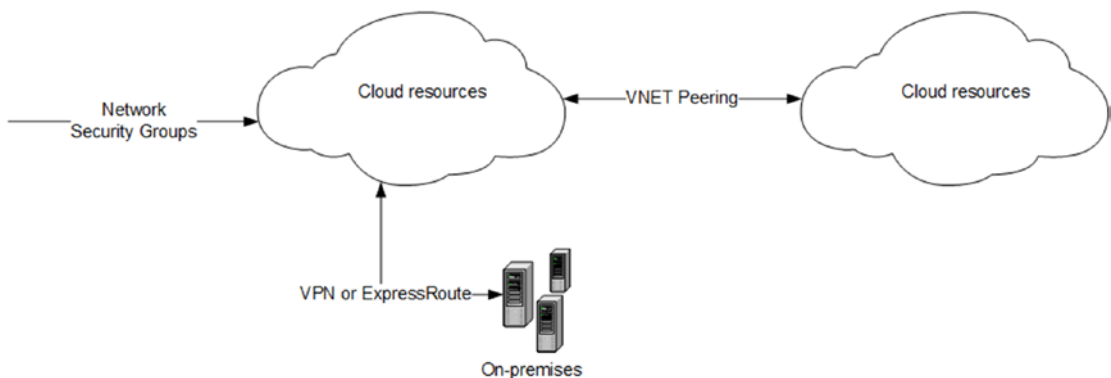 Cloud resources
Cloud resources
Network
Security Groups
VNET Peering
VPN or ExpressRoute
On-premises